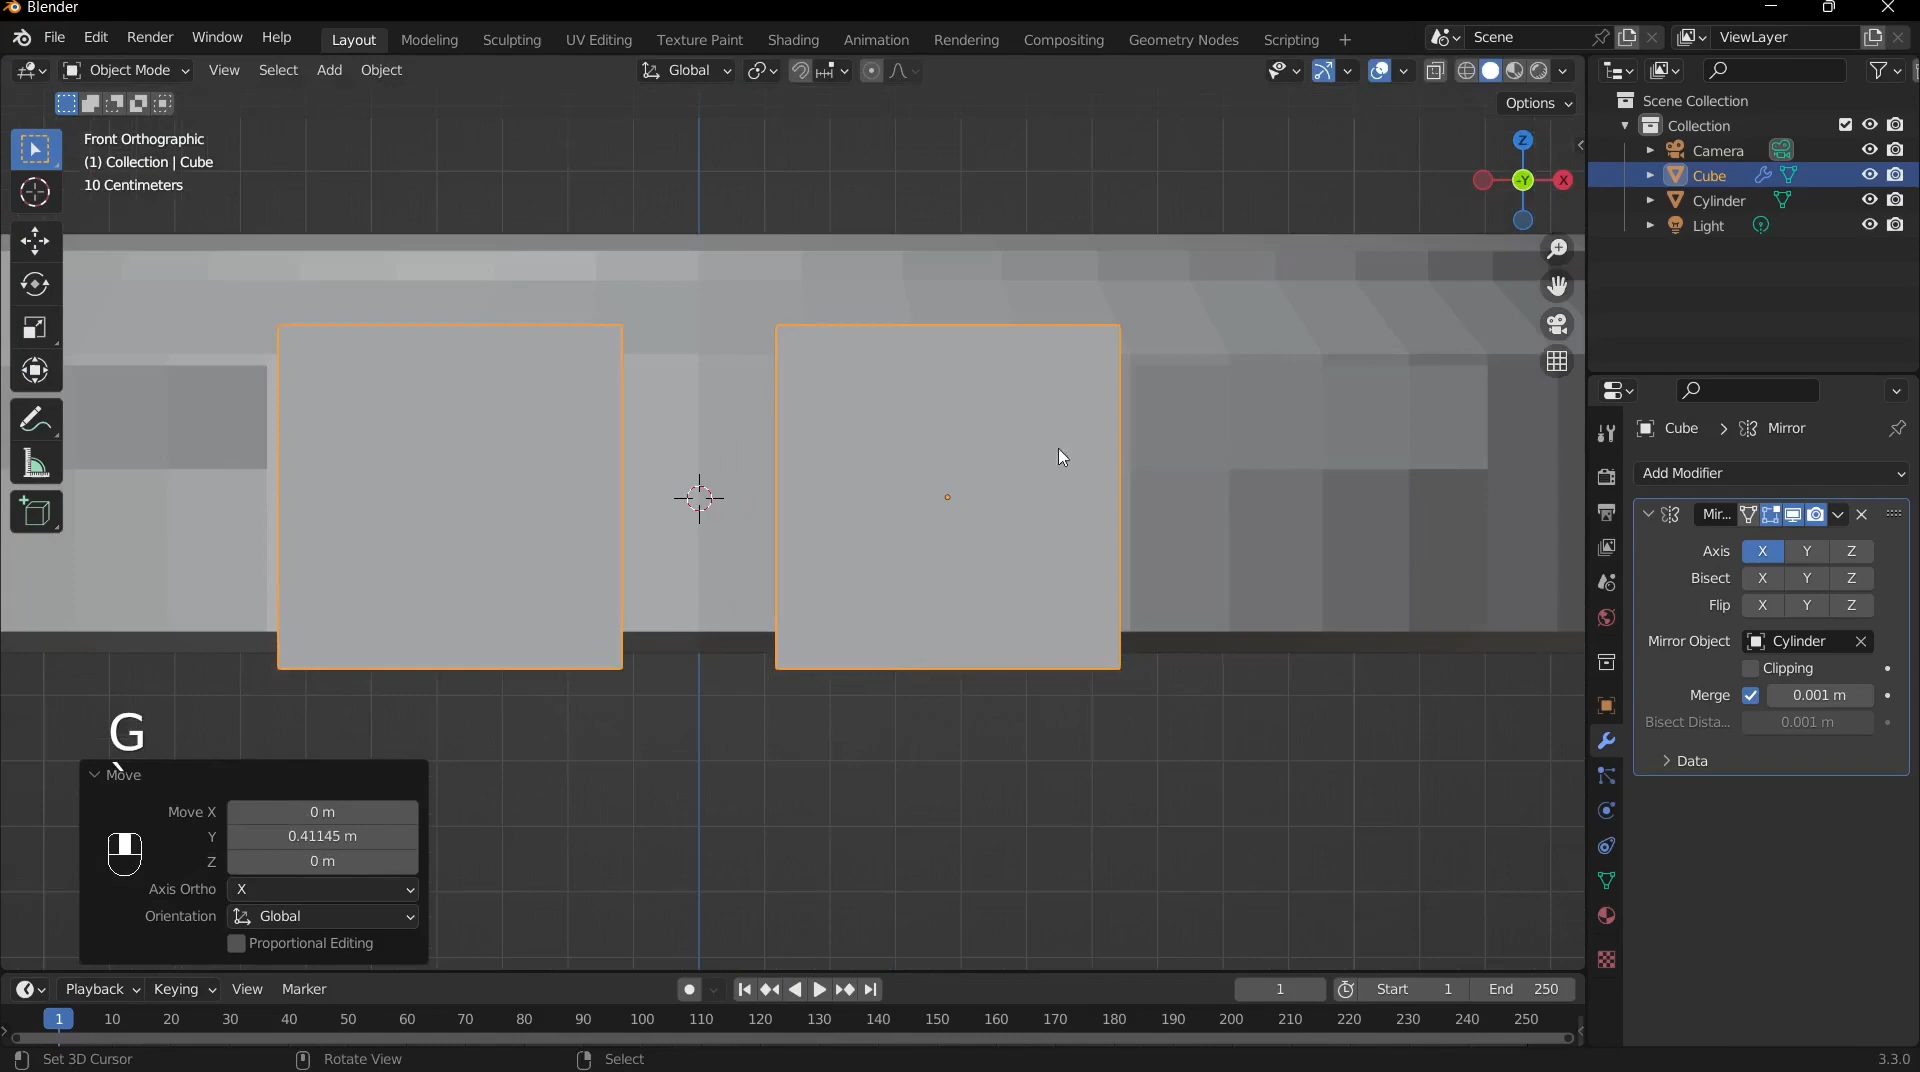 Blender
File Edit Render Window Help Layout Modeling Sculpting UV Editing Texture Paint Shading Animation Rendering Compositing Geometry Nodes Scripting + Scene ViewLayer
Object Mode View Select Add Object Global
Options
Front Orthographic
(1) Collection | Cube
10 Centimeters
Z
-Y
X
Scene Collection
Collection
Camera
Cube
Cylinder
Light
Cube > Mirror
Add Modifier
Mir...
Axis X Y Z
Bisect X Y Z
Flip X Y Z
Mirror Object Cylinder
Clipping
Merge 0.001 m
Bisect Dista... 0.001 m
Data
G
`
Move
Move X 0 m
Y 0.41145 m
Z 0 m
Axis Ortho X
Orientation Global
Proportional Editing
Playback Keying View Marker 1 Start 1 End 250
1 10 20 30 40 50 60 70 80 90 100 110 120 130 140 150 160 170 180 190 200 210 220 230 240 250
Set 3D Cursor Rotate View Select 3.3.0